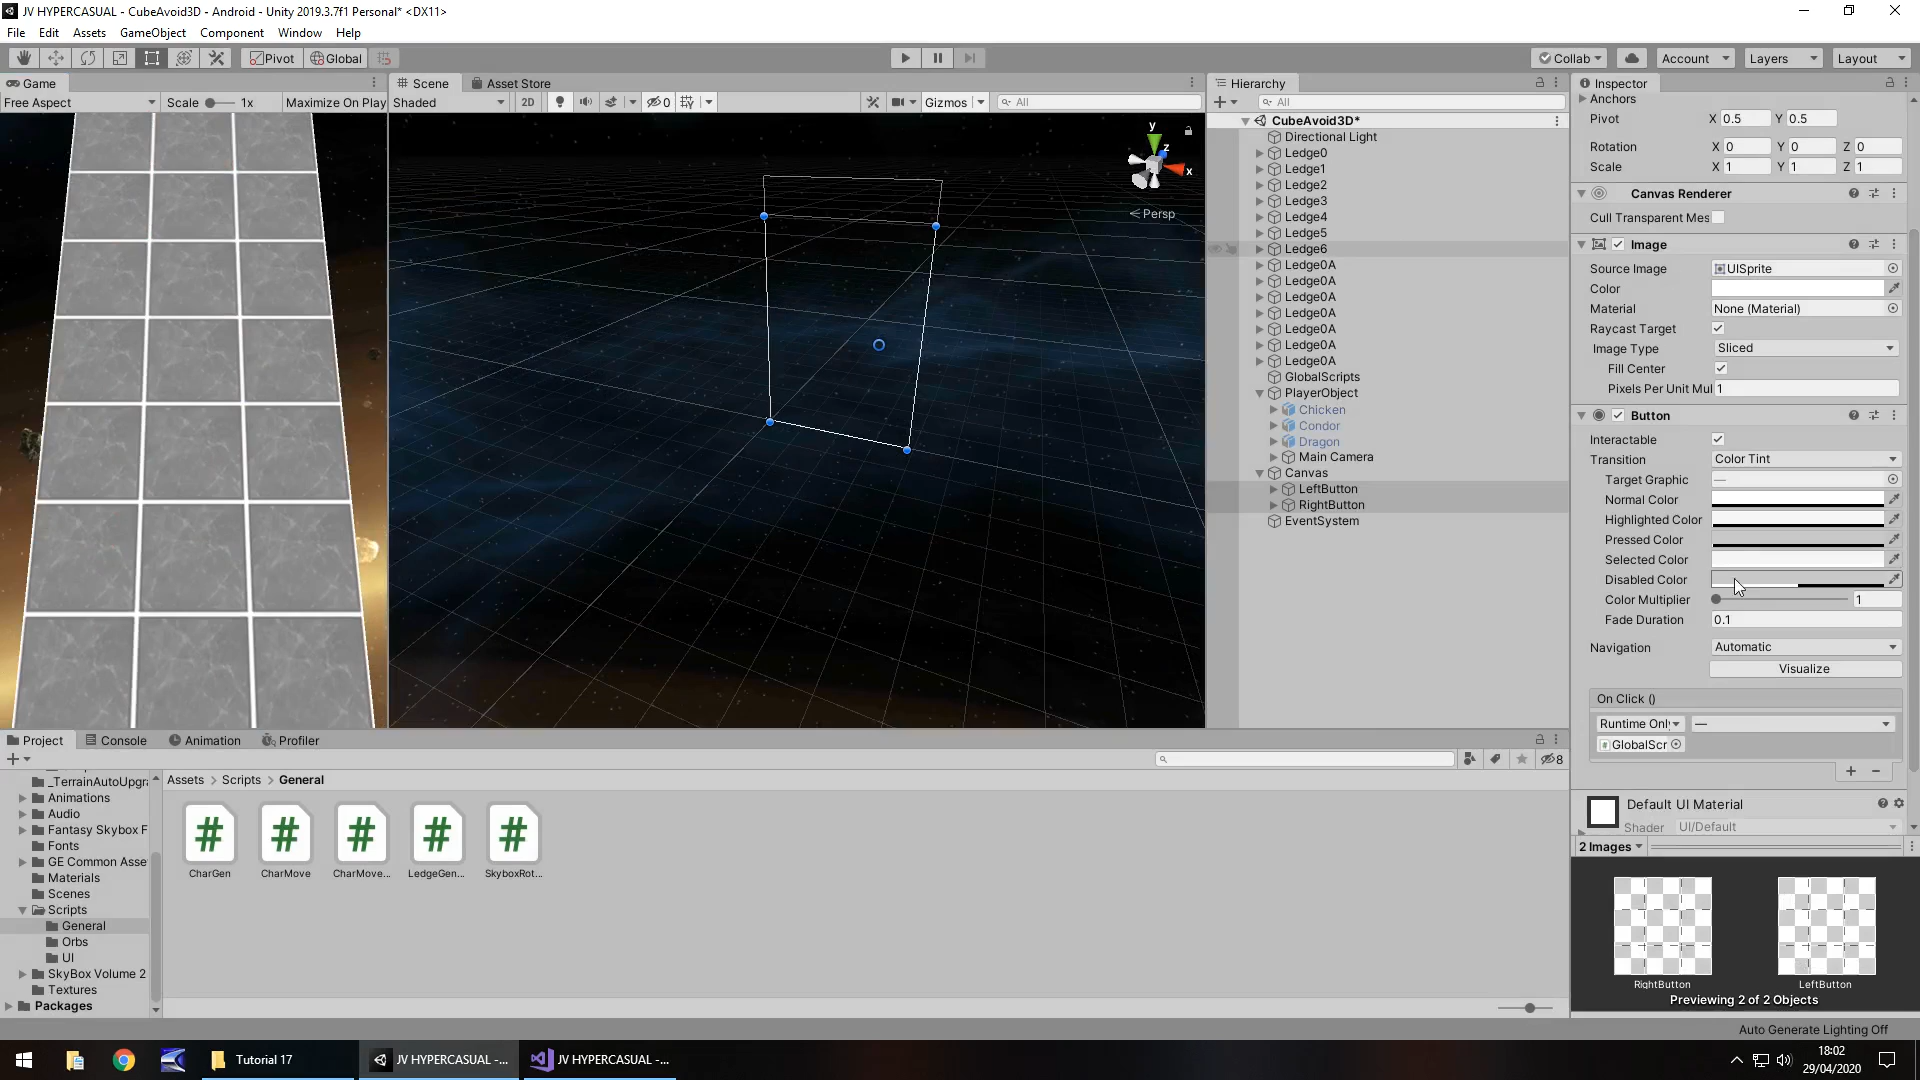 JV HYPERCASUAL - CubeAvoid3D - Android - Unity 2019.3.7f1 Personal* <DX11>
File Edit Assets GameObject Component Window Help
Pivot Global Collab Account Layers Layout
Game
Free Aspect Scale 1x Maximize On Play
Scene Asset Store
Shaded 2D 0 Gizmos All
y
z
x
Persp
Hierarchy
All
CubeAvoid3D*
Directional Light
Ledge0
Ledge1
Ledge2
Ledge3
Ledge4
Ledge5
Ledge6
Ledge0A
Ledge0A
Ledge0A
Ledge0A
Ledge0A
Ledge0A
Ledge0A
GlobalScripts
PlayerObject
Chicken
Condor
Dragon
Main Camera
Canvas
LeftButton
RightButton
EventSystem
Inspector
Anchors
Pivot X 0.5 Y 0.5
Rotation X 0 Y 0 Z 0
Scale X 1 Y 1 Z 1
Canvas Renderer
Cull Transparent Mes
Image
Source Image UISprite
Color
Material None (Material)
Raycast Target
Image Type Sliced
Fill Center
Pixels Per Unit Mul 1
Button
Interactable
Transition Color Tint
Target Graphic —
Normal Color
Highlighted Color
Pressed Color
Selected Color
Disabled Color
Color Multiplier 1
Fade Duration 0.1
Navigation Automatic
Visualize
On Click ()
Runtime Onl —
GlobalScr
+ −
Default UI Material
Shader UI/Default
2 Images
RightButton LeftButton
Previewing 2 of 2 Objects
Auto Generate Lighting Off
Project Console Animation Profiler
8
_TerrainAutoUpgra
Animations
Audio
Fantasy Skybox F
Fonts
GE Common Asse
Materials
Scenes
Scripts
General
Orbs
UI
SkyBox Volume 2
Textures
Packages
Assets > Scripts > General
CharGen CharMove CharMove... LedgeGen... SkyboxRot...
Tutorial 17 JV HYPERCASUAL -... JV HYPERCASUAL -...
18:02
29/04/2020